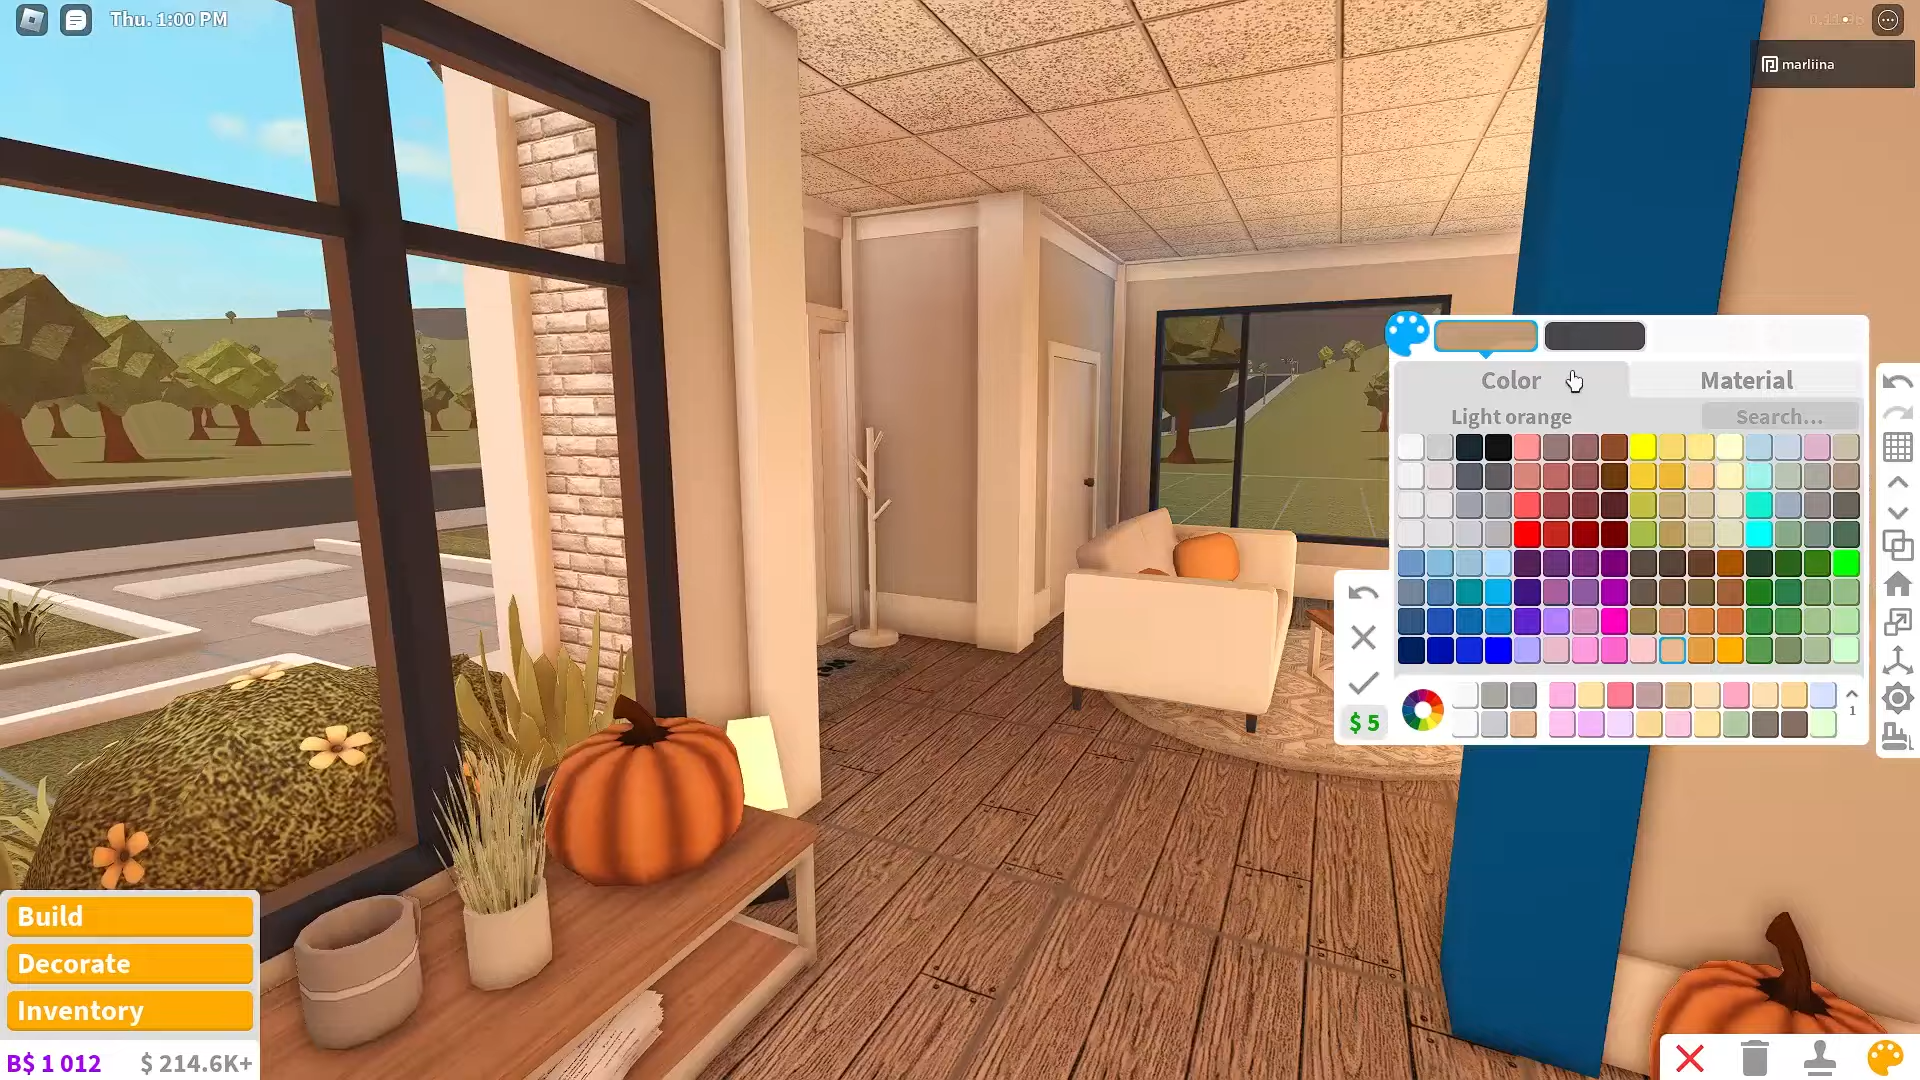 Thu. 1:00 PM
marliina
Color
Material
Light orange
Search...
$ 5
1
Build
Decorate
Inventory
B$ 1 012
$ 214.6K+